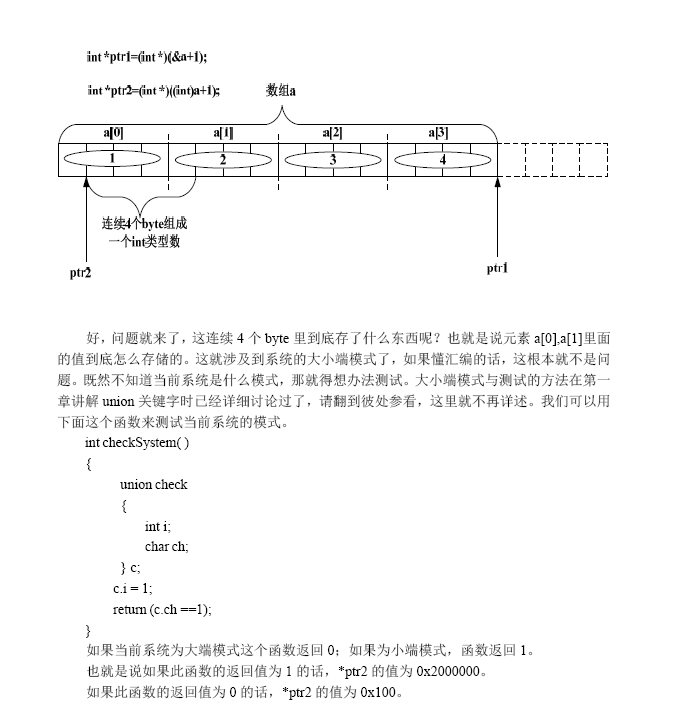 int *ptr1=(int *)(&a+1);
int *ptr2=(int *)((int)a+1);
数组a
a[0] a[1] a[2] a[3]
1 2 3 4
连续4个byte组成
一个int类型数
ptr2
ptr1
好，问题就来了，这连续 4 个 byte 里到底存了什么东西呢？也就是说元素 a[0],a[1]里面
的值到底怎么存储的。这就涉及到系统的大小端模式了，如果懂汇编的话，这根本就不是问
题。既然不知道当前系统是什么模式，那就得想办法测试。大小端模式与测试的方法在第一
章讲解 union 关键字时已经详细讨论过了，请翻到彼处参看，这里就不再详述。我们可以用
下面这个函数来测试当前系统的模式。
int checkSystem( )
{
union check
{
int i;
char ch;
} c;
c.i = 1;
return (c.ch ==1);
}
如果当前系统为大端模式这个函数返回 0；如果为小端模式，函数返回 1。
也就是说如果此函数的返回值为 1 的话，*ptr2 的值为 0x2000000。
如果此函数的返回值为 0 的话，*ptr2 的值为 0x100。